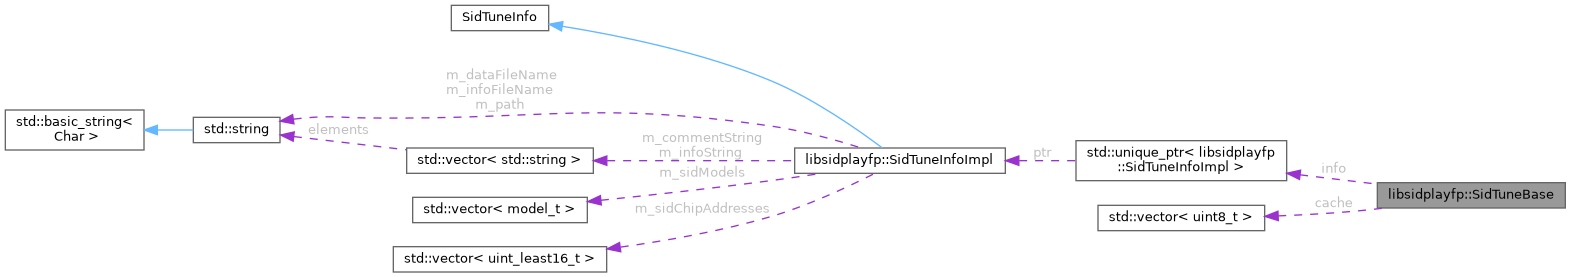 SidTuneInfo
m_dataFileName
m_infoFileName
m_path
std::basic_string<
Char >
std::string
elements
std::vector< std::string >
m_commentString
m_infoString
m_sidModels
m_sidChipAddresses
std::vector< model_t >
std::vector< uint_least16_t >
libsidplayfp::SidTuneInfoImpl
ptr
std::unique_ptr< libsidplayfp
::SidTuneInfoImpl >
info
cache
std::vector< uint8_t >
libsidplayfp::SidTuneBase